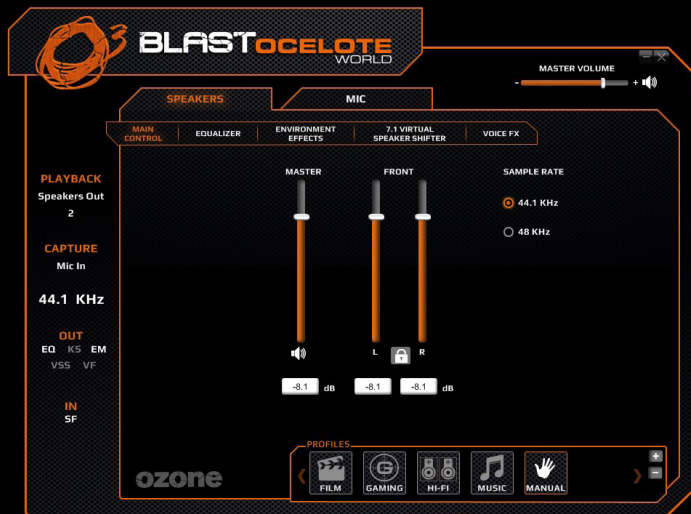 O3 BLAST OCELOTE
WORLD
MASTER VOLUME
- +
SPEAKERS MIC
MAIN CONTROL
EQUALIZER
ENVIRONMENT EFFECTS
7.1 VIRTUAL SPEAKER SHIFTER
VOICE FX
PLAYBACK
Speakers Out
2
CAPTURE
Mic In
44.1 KHz
OUT
EQ KS EM
VSS VF
IN
SF
MASTER FRONT SAMPLE RATE
44.1 KHz
48 KHz
L R
-8.1 dB -8.1 -8.1 dB
ozone
PROFILES
G
FILM GAMING HI-FI MUSIC MANUAL
+
-